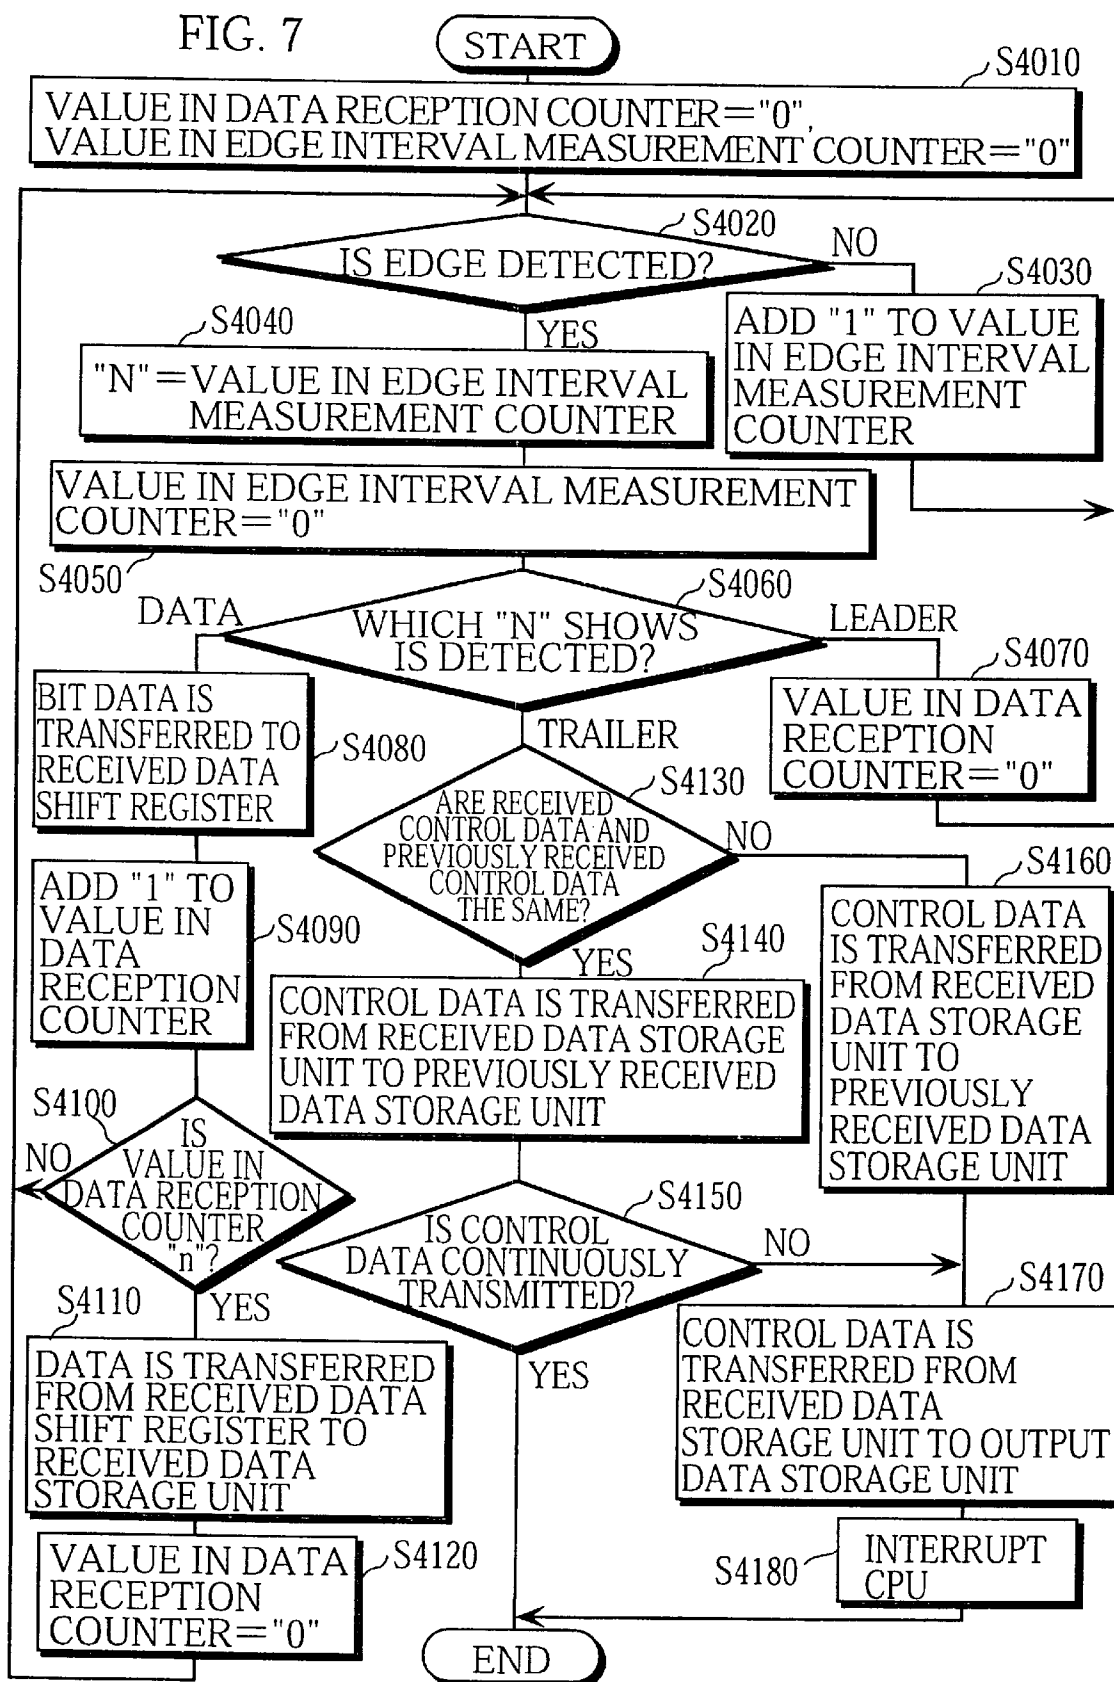 FIG. 7
START
S4010
VALUE IN DATA RECEPTION COUNTER="0",
VALUE IN EDGE INTERVAL MEASUREMENT COUNTER="0"
S4020
IS EDGE DETECTED?
NO
YES
S4030
ADD "1" TO VALUE
IN EDGE INTERVAL
MEASUREMENT
COUNTER
S4040
"N"=VALUE IN EDGE INTERVAL
MEASUREMENT COUNTER
VALUE IN EDGE INTERVAL MEASUREMENT
COUNTER="0"
S4050
S4060
WHICH "N" SHOWS
IS DETECTED?
DATA
LEADER
TRAILER
S4070
VALUE IN DATA
RECEPTION
COUNTER="0"
BIT DATA IS
TRANSFERRED TO
RECEIVED DATA
SHIFT REGISTER
S4080
S4130
ARE RECEIVED
CONTROL DATA AND
PREVIOUSLY RECEIVED
CONTROL DATA
THE SAME?
NO
YES
ADD "1" TO
VALUE IN
DATA
RECEPTION
COUNTER
S4090
S4140
CONTROL DATA IS TRANSFERRED
FROM RECEIVED DATA STORAGE
UNIT TO PREVIOUSLY RECEIVED
DATA STORAGE UNIT
S4160
CONTROL DATA
IS TRANSFERRED
FROM RECEIVED
DATA STORAGE
UNIT TO
PREVIOUSLY
RECEIVED DATA
STORAGE UNIT
S4100
IS
VALUE IN
DATA RECEPTION
COUNTER
"n"?
NO
YES
S4150
IS CONTROL
DATA CONTINUOUSLY
TRANSMITTED?
NO
YES
S4110
DATA IS TRANSFERRED
FROM RECEIVED DATA
SHIFT REGISTER TO
RECEIVED DATA
STORAGE UNIT
S4170
CONTROL DATA IS
TRANSFERRED FROM
RECEIVED DATA
STORAGE UNIT TO OUTPUT
DATA STORAGE UNIT
VALUE IN DATA
RECEPTION
COUNTER="0"
S4120
S4180
INTERRUPT
CPU
END